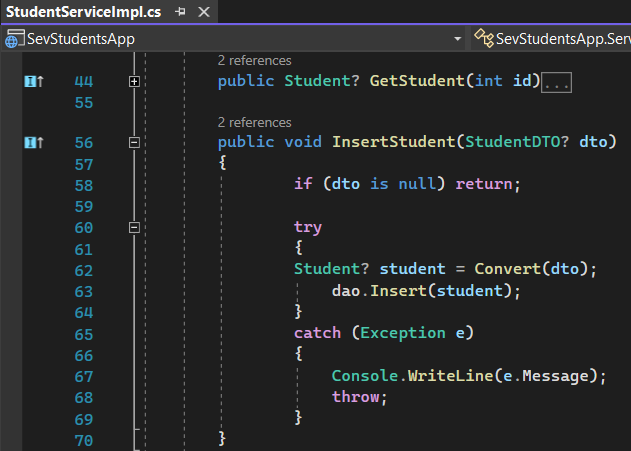 StudentServiceImpl.cs
SevStudentsApp
SevStudentsApp.Serv
2 references
44 public Student? GetStudent(int id)...
55
2 references
56 public void InsertStudent(StudentDTO? dto)
57 {
58 if (dto is null) return;
59
60 try
61 {
62 Student? student = Convert(dto);
63 dao.Insert(student);
64 }
65 catch (Exception e)
66 {
67 Console.WriteLine(e.Message);
68 throw;
69 }
70 }